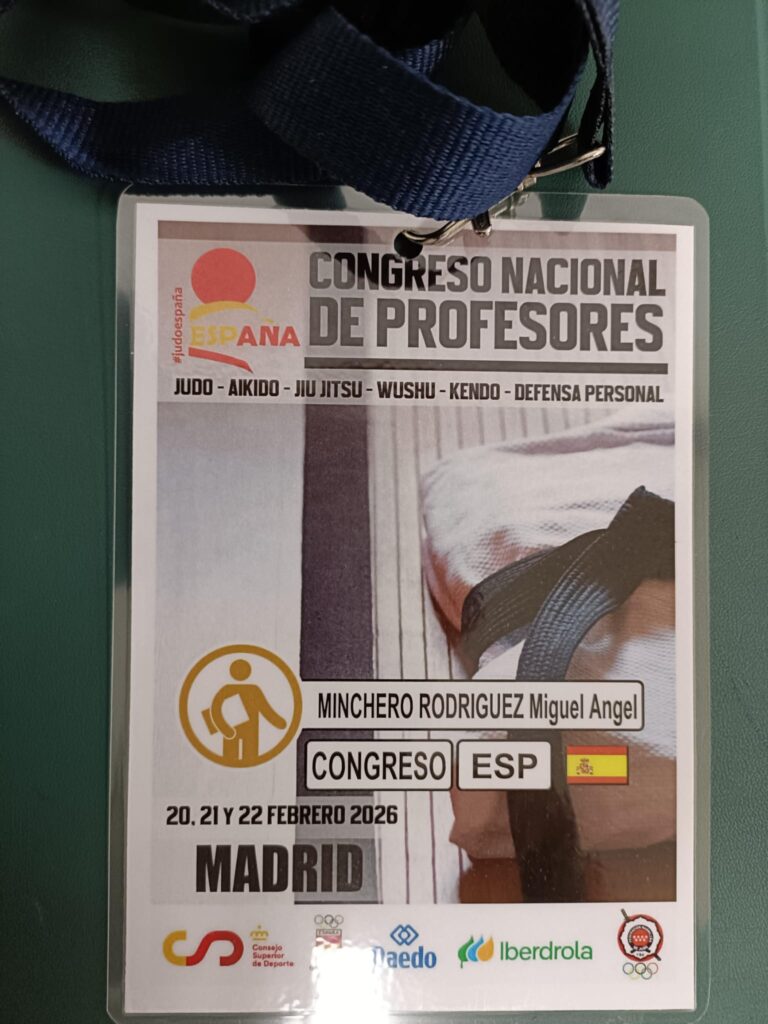 CONGRESO NACIONAL
DE PROFESORES
#judoespaña
ESPAÑA
JUDO - AIKIDO - JIU JITSU - WUSHU - KENDO - DEFENSA PERSONAL
MINCHERO RODRIGUEZ Miguel Angel
CONGRESO ESP
20, 21 Y 22 FEBRERO 2026
MADRID
Consejo
Superior
de Deporte
Daedo
Iberdrola